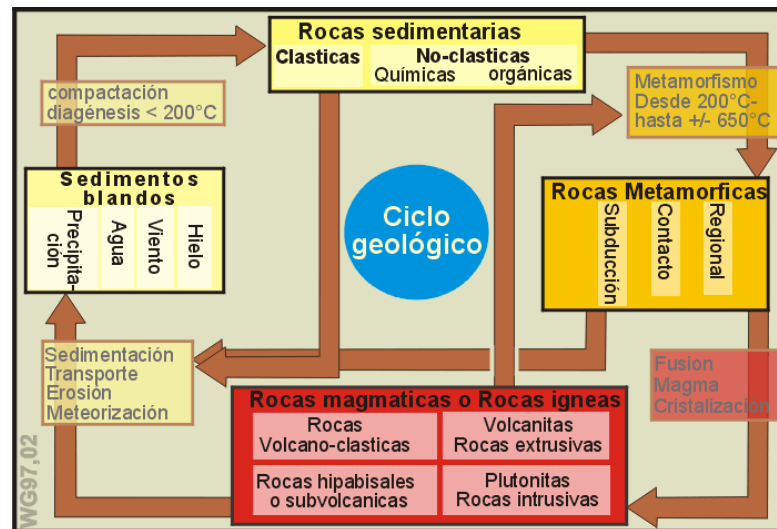 Rocas sedimentarias
Clasticas
No-clasticas
Químicas orgánicas
compactación
diagénesis < 200°C
Metamorfismo
Desde 200°C-
hasta +/- 650°C
Sedimentos
blandos
Precipita-
ción
Agua
Viento
Hielo
Ciclo
geológico
Rocas Metamorficas
Subducción
Contacto
Regional
Sedimentación
Transporte
Erosión
Meteorización
Fusion
Magma
Cristalización
Rocas magmaticas o Rocas igneas
Rocas
Volcano-clasticas
Volcanitas
Rocas extrusivas
Rocas hipabisales
o subvolcanicas
Plutonitas
Rocas intrusivas
WG97,02